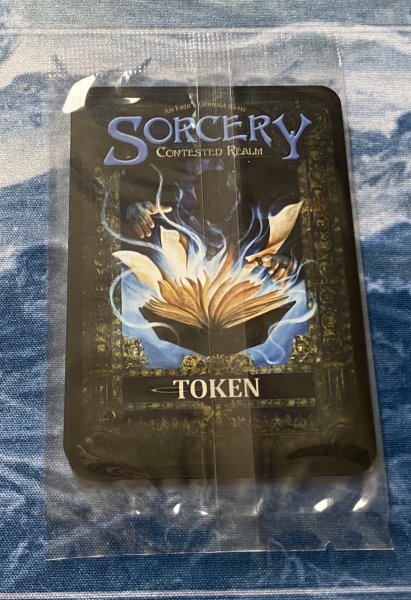 AN ERIK'S CURIOSA GAME
SORCERY
CONTESTED REALM
TOKEN